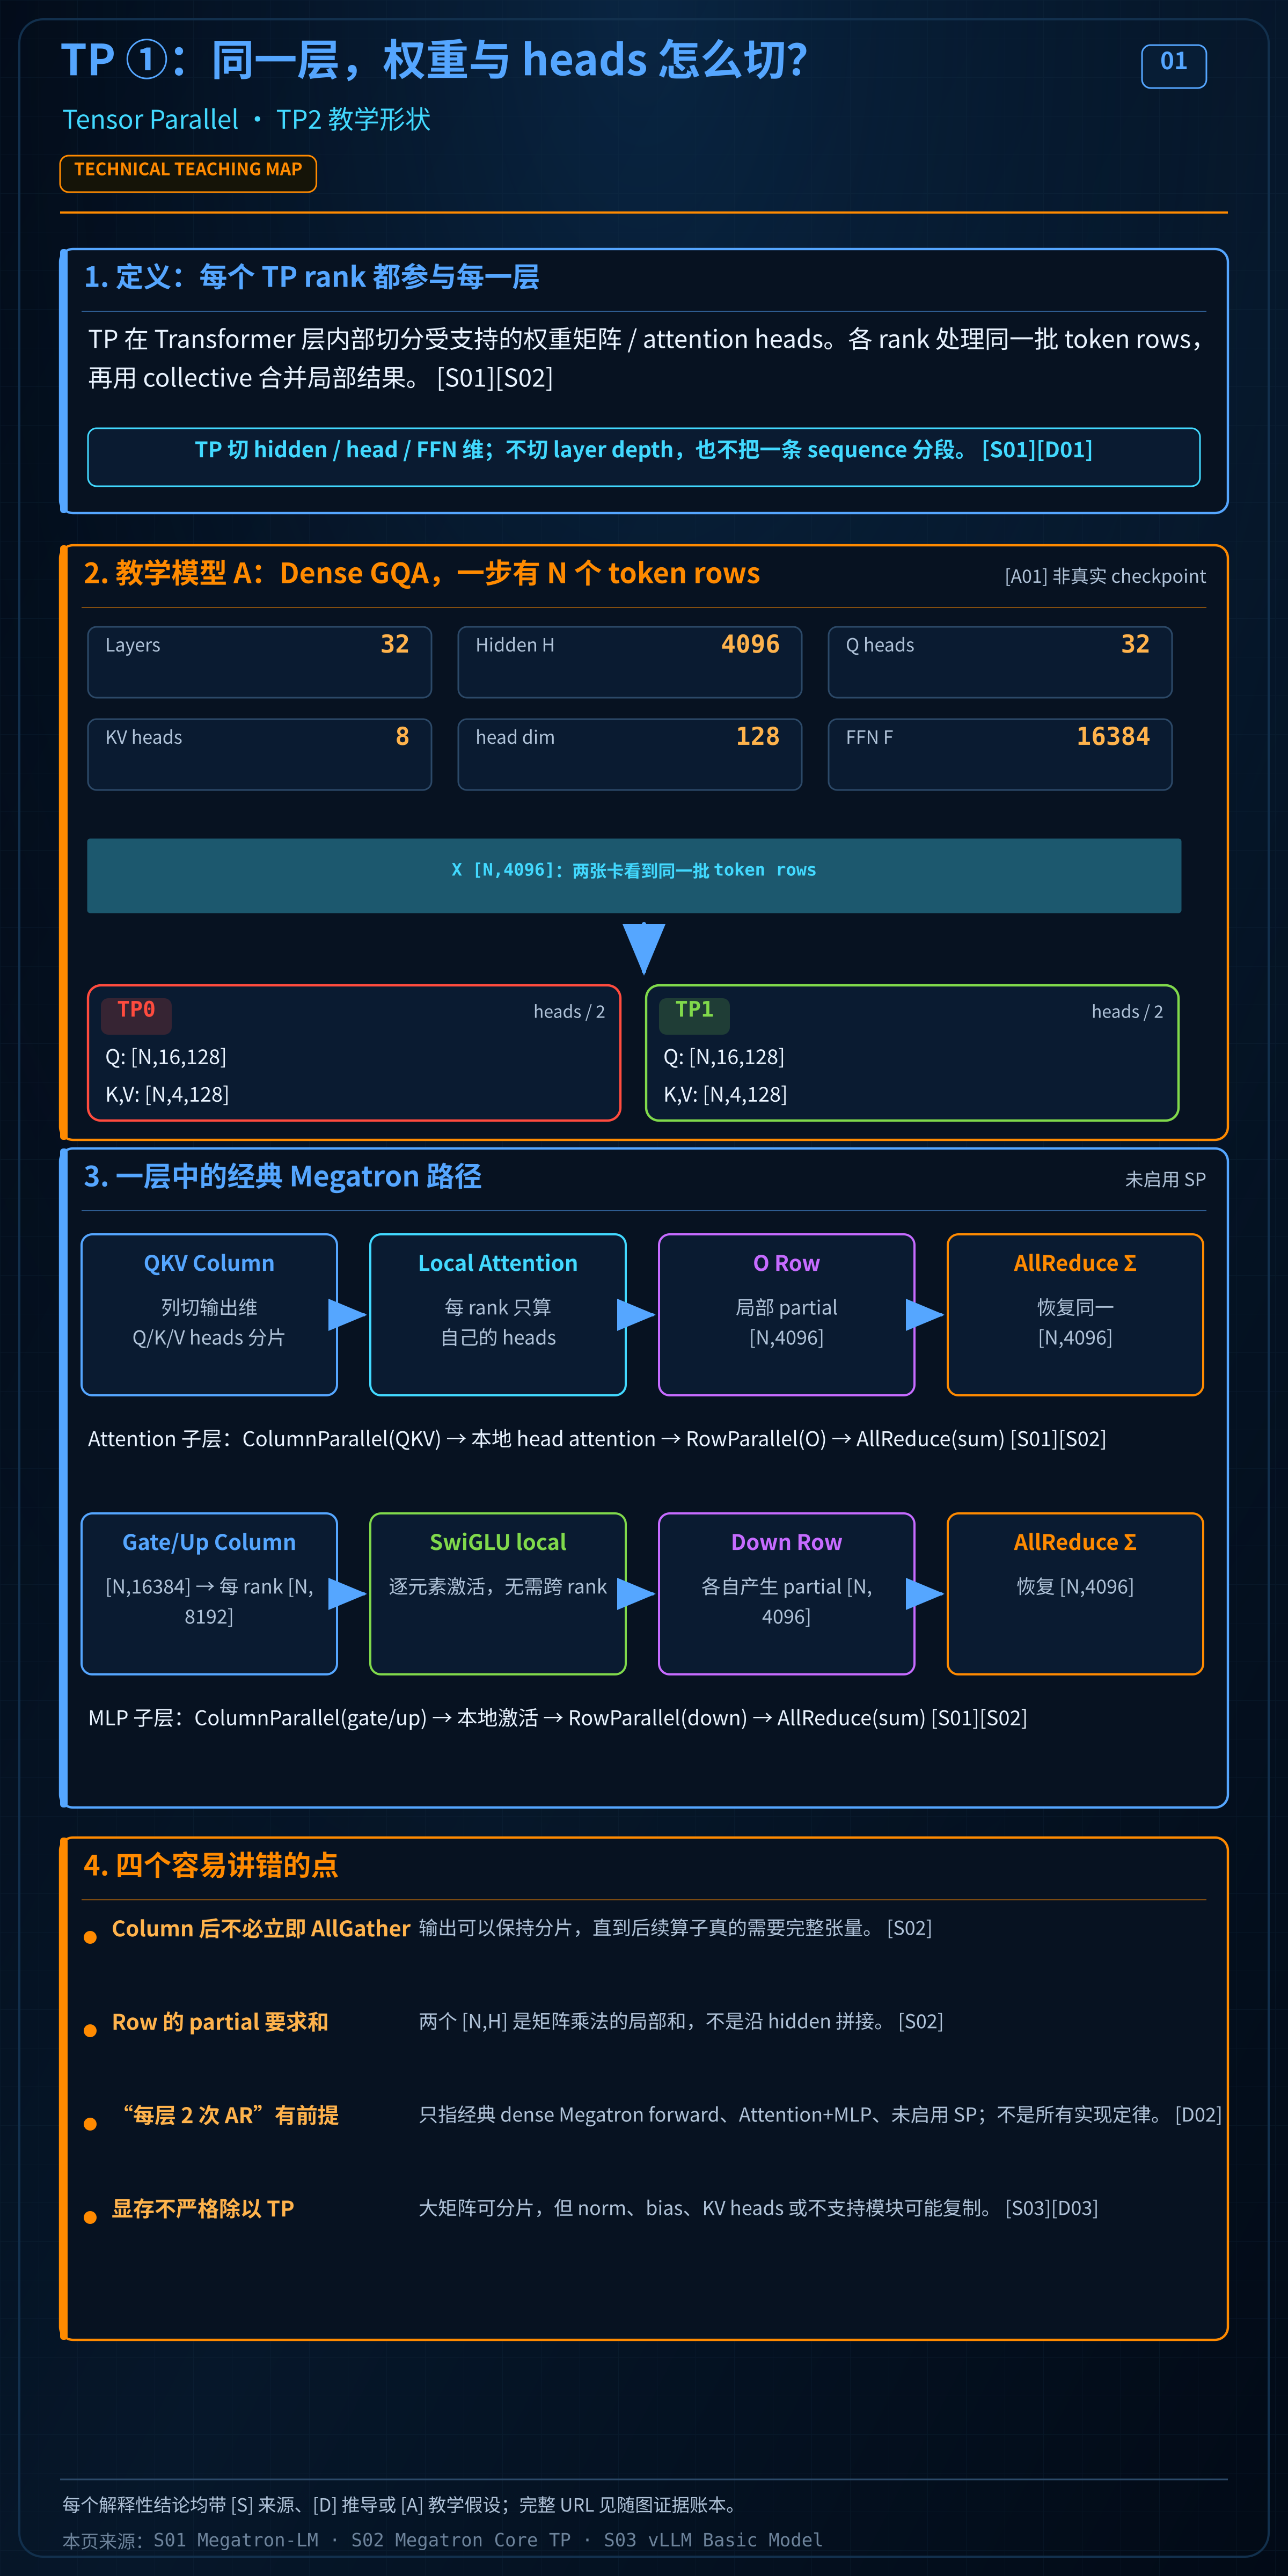 TP ①：同一层，权重与 heads 怎么切？
01
Tensor Parallel · TP2 教学形状
TECHNICAL TEACHING MAP
1. 定义：每个 TP rank 都参与每一层
TP 在 Transformer 层内部切分受支持的权重矩阵 / attention heads。各 rank 处理同一批 token rows，
再用 collective 合并局部结果。 [S01][S02]
TP 切 hidden / head / FFN 维；不切 layer depth，也不把一条 sequence 分段。 [S01][D01]
2. 教学模型 A：Dense GQA，一步有 N 个 token rows
[A01] 非真实 checkpoint
Layers 32
Hidden H 4096
Q heads 32
KV heads 8
head dim 128
FFN F 16384
X [N,4096]：两张卡看到同一批 token rows
TP0
heads / 2
Q: [N,16,128]
K,V: [N,4,128]
TP1
heads / 2
Q: [N,16,128]
K,V: [N,4,128]
3. 一层中的经典 Megatron 路径
未启用 SP
QKV Column
列切输出维
Q/K/V heads 分片
Local Attention
每 rank 只算
自己的 heads
O Row
局部 partial
[N,4096]
AllReduce Σ
恢复同一
[N,4096]
Attention 子层：ColumnParallel(QKV) → 本地 head attention → RowParallel(O) → AllReduce(sum) [S01][S02]
Gate/Up Column
[N,16384] → 每 rank [N,
8192]
SwiGLU local
逐元素激活，无需跨 rank
Down Row
各自产生 partial [N,
4096]
AllReduce Σ
恢复 [N,4096]
MLP 子层：ColumnParallel(gate/up) → 本地激活 → RowParallel(down) → AllReduce(sum) [S01][S02]
4. 四个容易讲错的点
Column 后不必立即 AllGather 输出可以保持分片，直到后续算子真的需要完整张量。 [S02]
Row 的 partial 要求和 两个 [N,H] 是矩阵乘法的局部和，不是沿 hidden 拼接。 [S02]
“每层 2 次 AR”有前提 只指经典 dense Megatron forward、Attention+MLP、未启用 SP；不是所有实现定律。 [D02]
显存不严格除以 TP 大矩阵可分片，但 norm、bias、KV heads 或不支持模块可能复制。 [S03][D03]
每个解释性结论均带 [S] 来源、[D] 推导或 [A] 教学假设；完整 URL 见随图证据账本。
本页来源：S01 Megatron-LM · S02 Megatron Core TP · S03 vLLM Basic Model